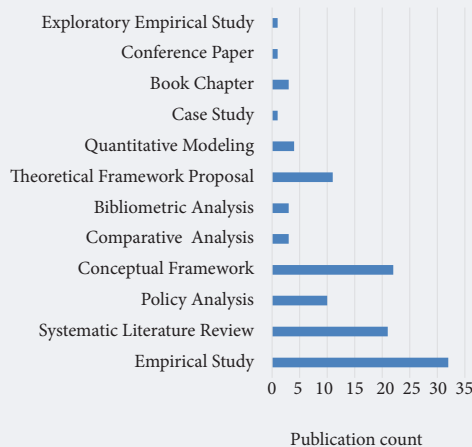 Exploratory Empirical Study
Conference Paper
Book Chapter
Case Study
Quantitative Modeling
Theoretical Framework Proposal
Bibliometric Analysis
Comparative Analysis
Conceptual Framework
Policy Analysis
Systematic Literature Review
Empirical Study
0 5 10 15 20 25 30 35
Publication count